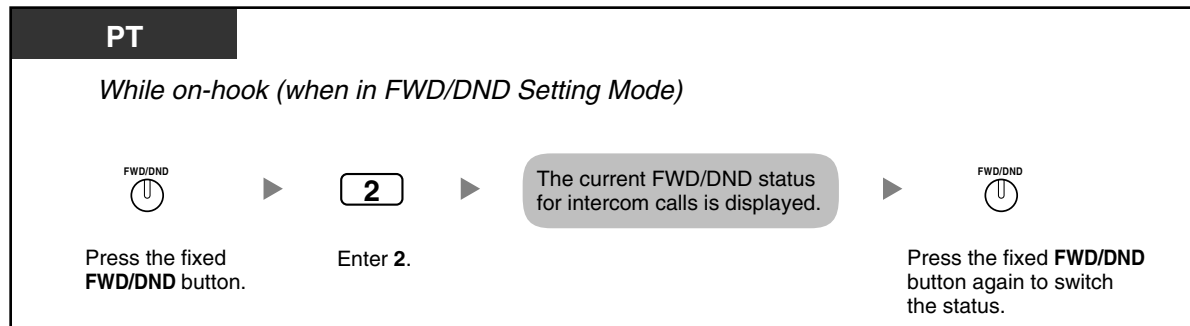 PT
While on-hook (when in FWD/DND Setting Mode)
FWD/DND
2
The current FWD/DND status
for intercom calls is displayed.
FWD/DND
Press the fixed
FWD/DND button.
Enter 2.
Press the fixed FWD/DND
button again to switch
the status.